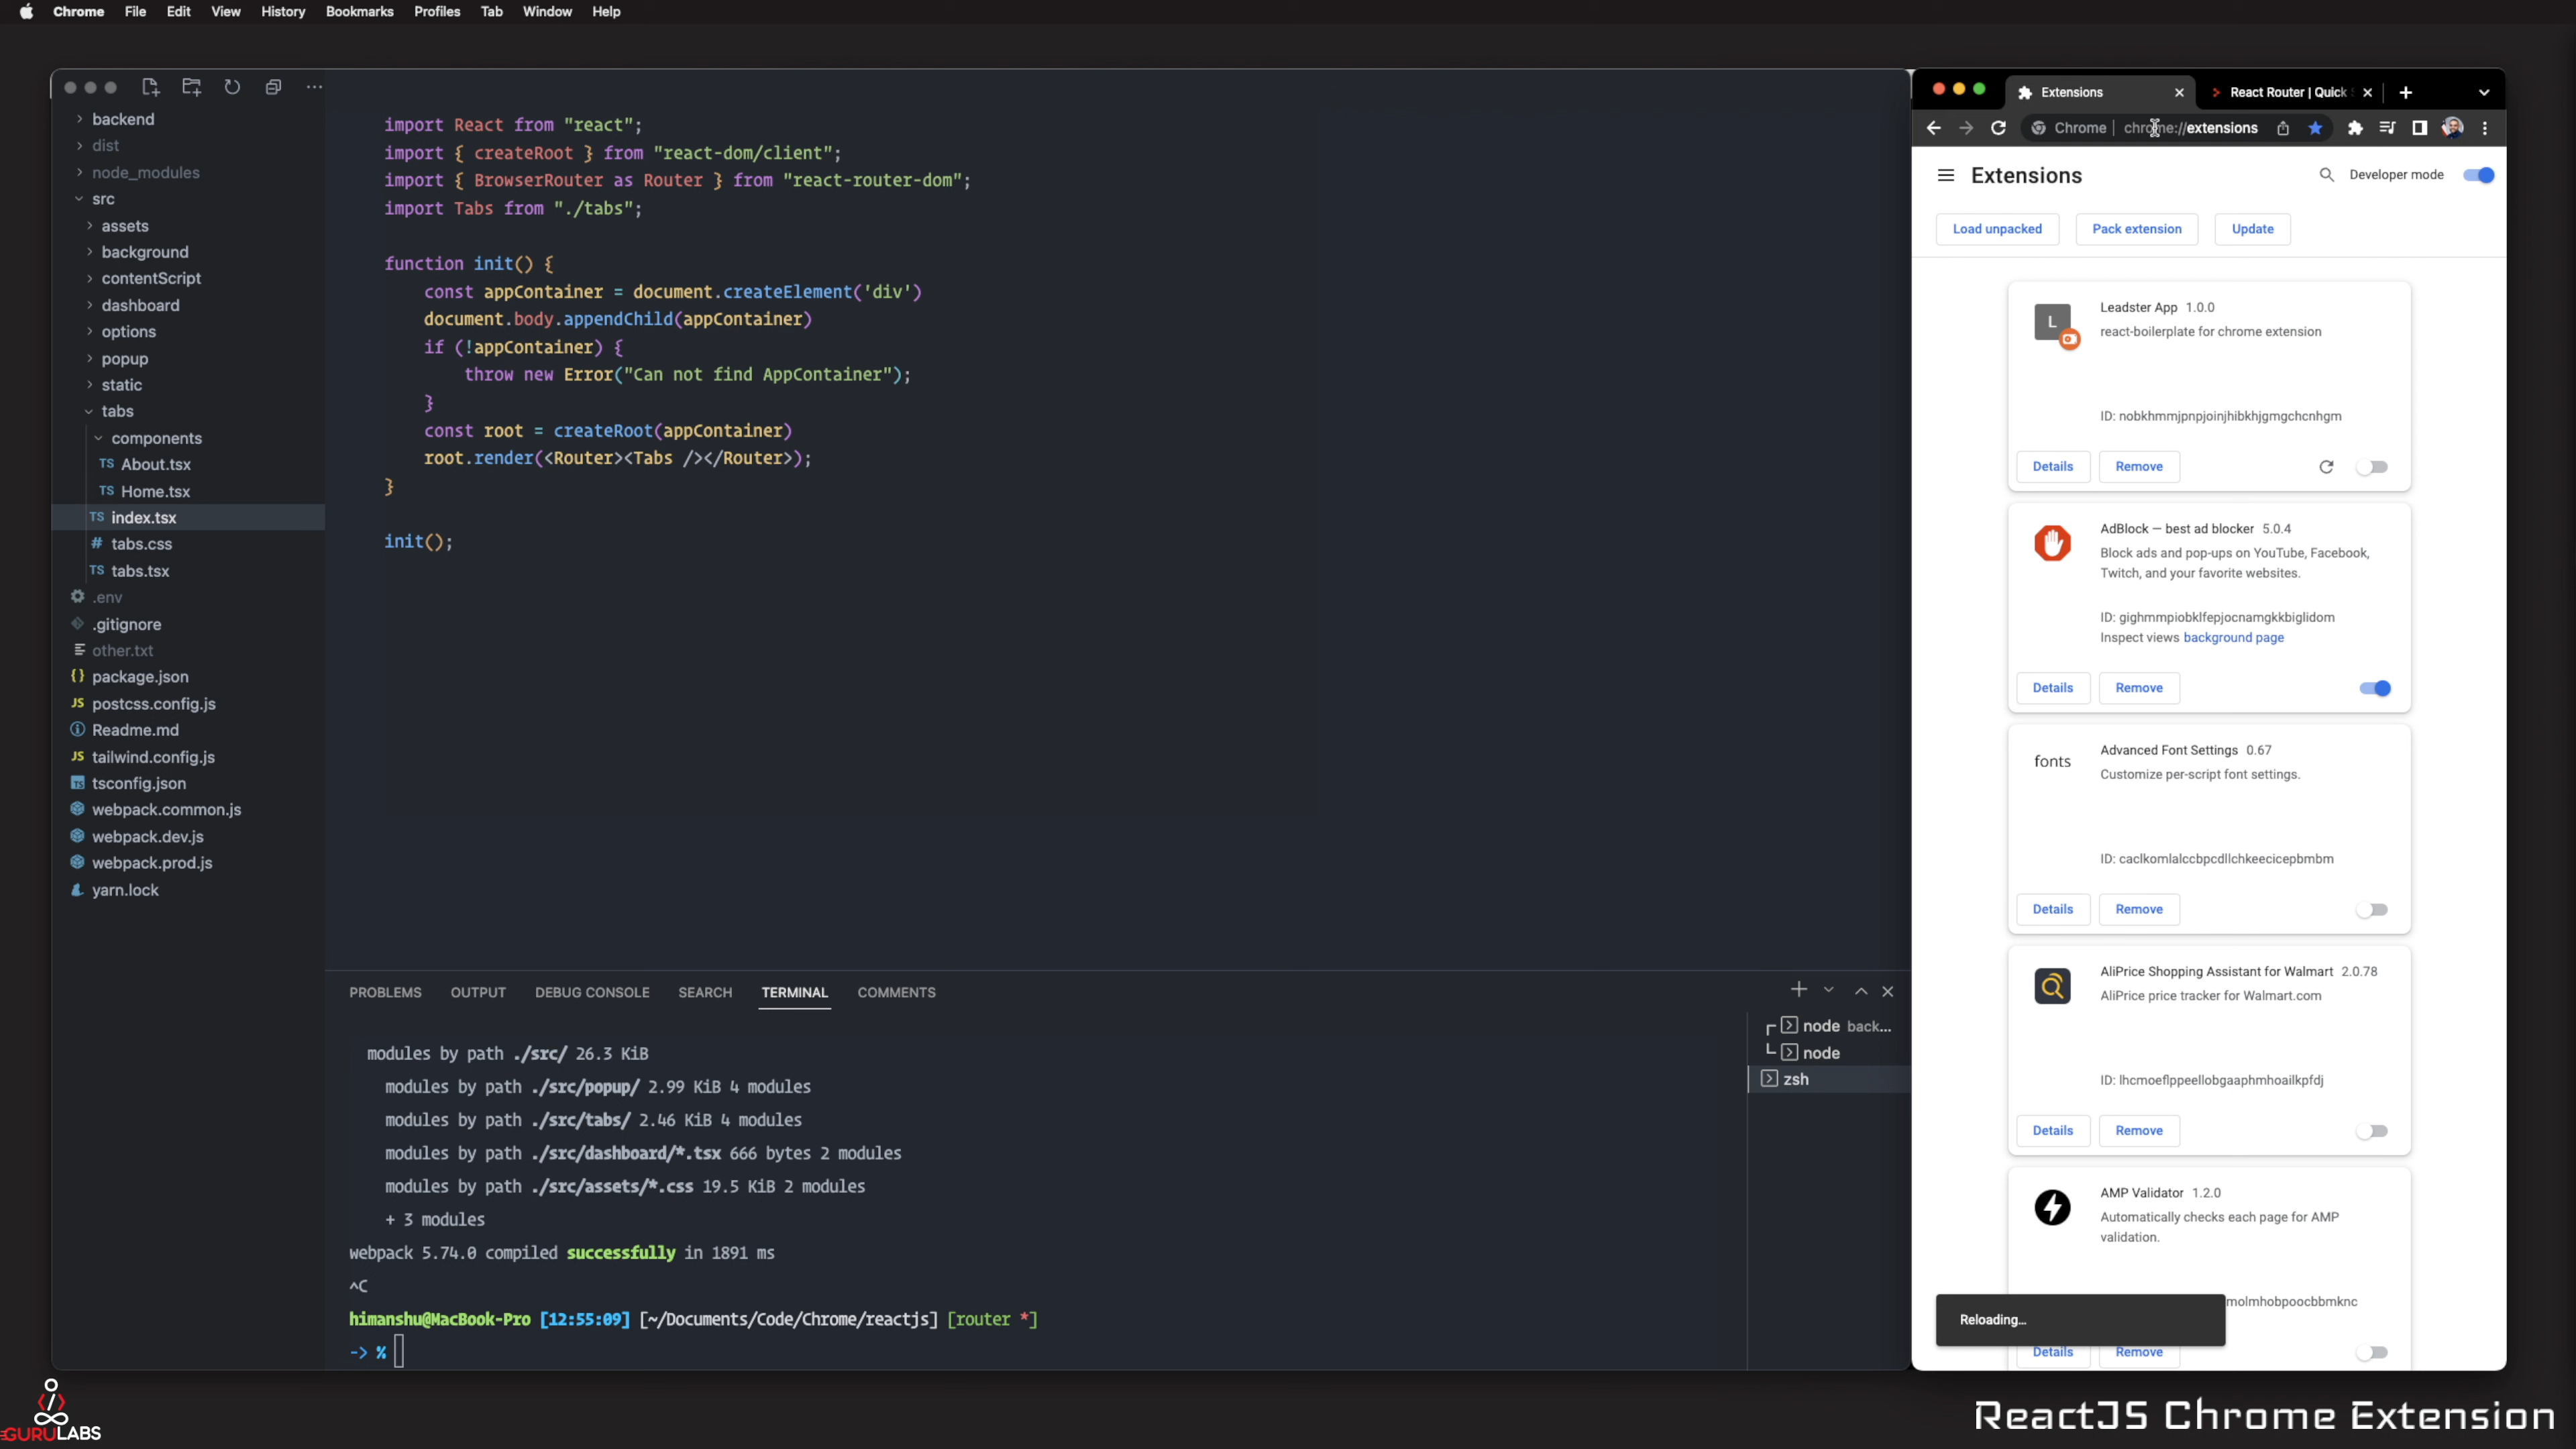 Chrome File Edit View History Bookmarks Profiles Tab Window Help
backend
dist
node_modules
src
assets
background
contentScript
dashboard
options
popup
static
tabs
components
TS About.tsx
TS Home.tsx
TS index.tsx
# tabs.css
TS tabs.tsx
.env
.gitignore
other.txt
{} package.json
JS postcss.config.js
Readme.md
JS tailwind.config.js
TS tsconfig.json
webpack.common.js
webpack.dev.js
webpack.prod.js
yarn.lock
import React from "react";
import { createRoot } from "react-dom/client";
import { BrowserRouter as Router } from "react-router-dom";
import Tabs from "./tabs";
function init() {
const appContainer = document.createElement('div')
document.body.appendChild(appContainer)
if (!appContainer) {
throw new Error("Can not find AppContainer");
}
const root = createRoot(appContainer)
root.render(<Router><Tabs /></Router>);
}
init();
PROBLEMS OUTPUT DEBUG CONSOLE SEARCH TERMINAL COMMENTS
modules by path ./src/ 26.3 KiB
modules by path ./src/popup/ 2.99 KiB 4 modules
modules by path ./src/tabs/ 2.46 KiB 4 modules
modules by path ./src/dashboard/*.tsx 666 bytes 2 modules
modules by path ./src/assets/*.css 19.5 KiB 2 modules
+ 3 modules
webpack 5.74.0 compiled successfully in 1891 ms
^C
himanshu@MacBook-Pro [12:55:09] [~/Documents/Code/Chrome/reactjs] [router *]
-> %
node back...
node
zsh
Extensions React Router | Quick
Chrome | chrome://extensions
Extensions Developer mode
Load unpacked Pack extension Update
L
Leadster App 1.0.0
react-boilerplate for chrome extension
ID: nobkhmmjpnpjoinjhibkhjgmgchcnhgm
Details Remove
AdBlock — best ad blocker 5.0.4
Block ads and pop-ups on YouTube, Facebook,
Twitch, and your favorite websites.
ID: gighmmpiobklfepjocnamgkkbiglidom
Inspect views background page
Details Remove
fonts
Advanced Font Settings 0.67
Customize per-script font settings.
ID: caclkomlalccbpcdllchkeecicepbmbm
Details Remove
AliPrice Shopping Assistant for Walmart 2.0.78
AliPrice price tracker for Walmart.com
ID: lhcmoeflppeellobgaaphmhoailkpfdj
Details Remove
AMP Validator 1.2.0
Automatically checks each page for AMP
validation.
molmhobpoocbbmknc
Reloading...
Details Remove
GURULABS
ReactJS Chrome Extension